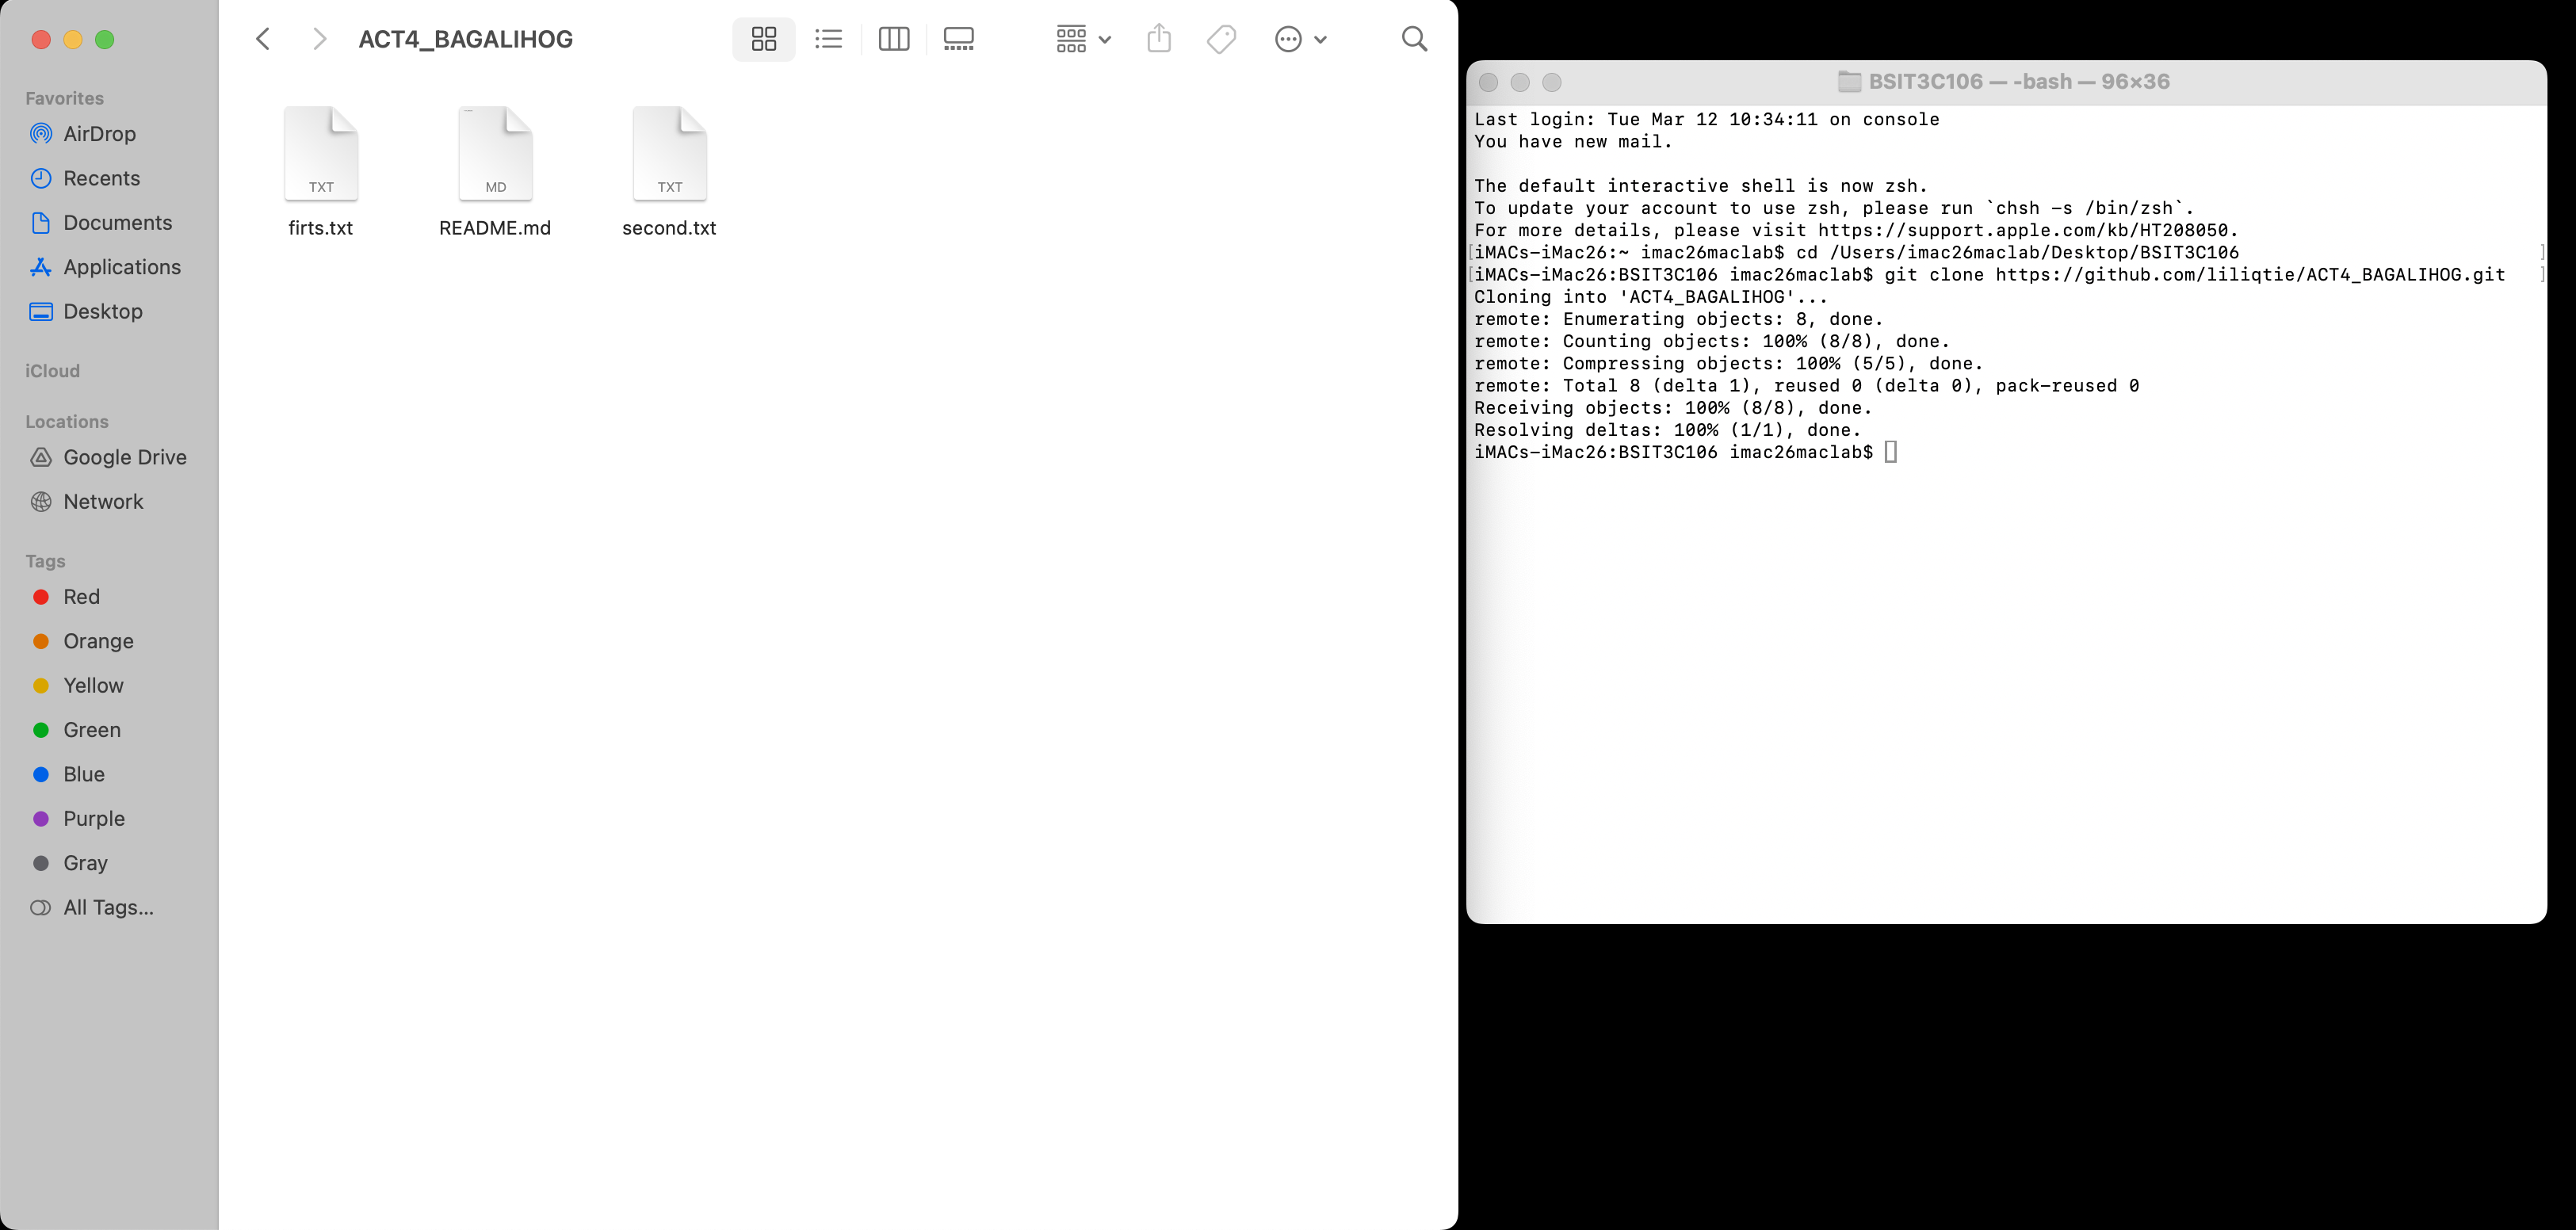 ACT4_BAGALIHOG
Favorites
AirDrop
Recents
Documents
Applications
Desktop
iCloud
Locations
Google Drive
Network
Tags
Red
Orange
Yellow
Green
Blue
Purple
Gray
All Tags...
TXT
MD
TXT
firts.txt
README.md
second.txt
BSIT3C106 — -bash — 96×36
Last login: Tue Mar 12 10:34:11 on console
You have new mail.
The default interactive shell is now zsh.
To update your account to use zsh, please run `chsh -s /bin/zsh`.
For more details, please visit https://support.apple.com/kb/HT208050.
[iMACs-iMac26:~ imac26maclab$ cd /Users/imac26maclab/Desktop/BSIT3C106 ]
[iMACs-iMac26:BSIT3C106 imac26maclab$ git clone https://github.com/liliqtie/ACT4_BAGALIHOG.git ]
Cloning into 'ACT4_BAGALIHOG'...
remote: Enumerating objects: 8, done.
remote: Counting objects: 100% (8/8), done.
remote: Compressing objects: 100% (5/5), done.
remote: Total 8 (delta 1), reused 0 (delta 0), pack-reused 0
Receiving objects: 100% (8/8), done.
Resolving deltas: 100% (1/1), done.
iMACs-iMac26:BSIT3C106 imac26maclab$